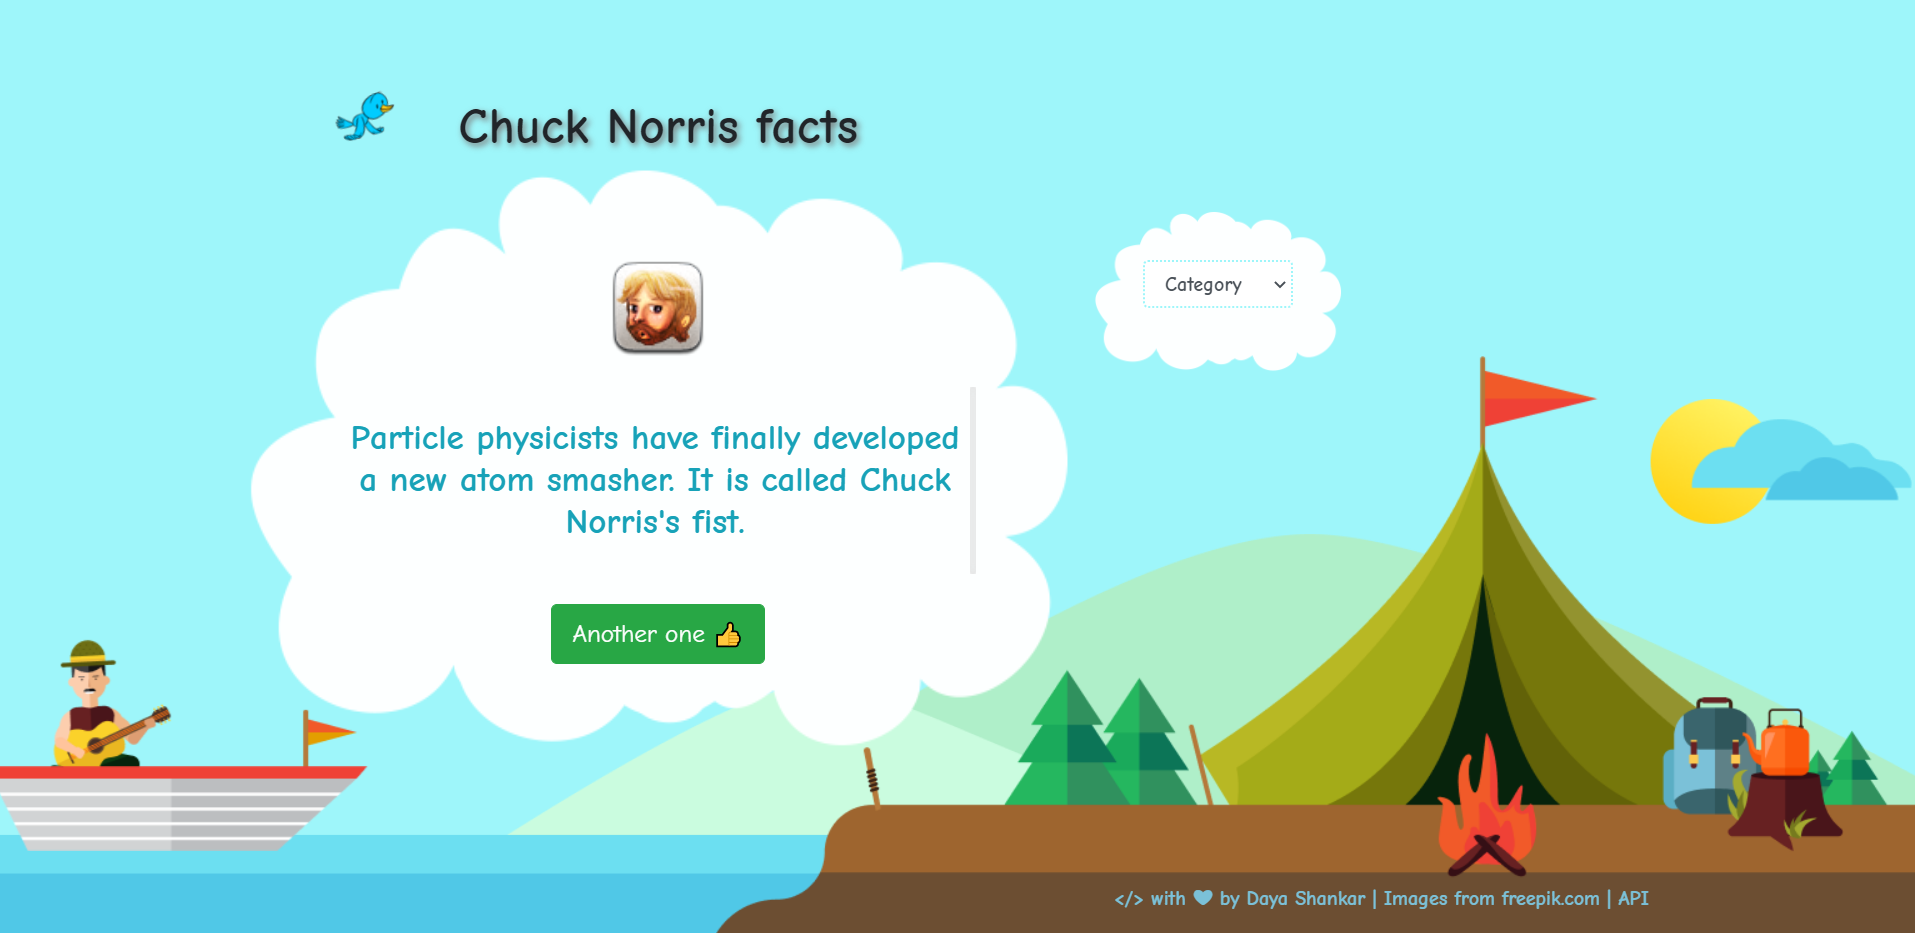 Chuck Norris facts
Category
Particle physicists have finally developed
a new atom smasher. It is called Chuck
Norris's fist.
Another one 👍
</> with ♥ by Daya Shankar | Images from freepik.com | API